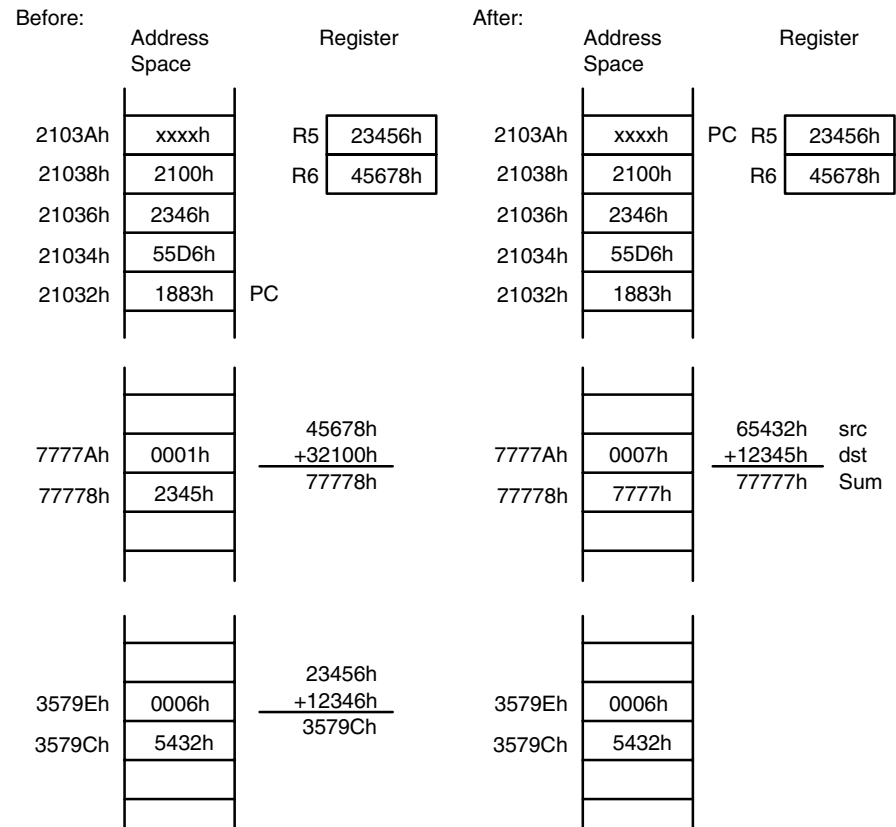 Before:
Address
Space
Register
2103Ah xxxxh R5 23456h
21038h 2100h R6 45678h
21036h 2346h
21034h 55D6h
21032h 1883h PC
45678h
7777Ah 0001h +32100h
77778h 2345h 77778h
23456h
3579Eh 0006h +12346h
3579Ch 5432h 3579Ch
After:
Address
Space
Register
2103Ah xxxxh PC R5 23456h
21038h 2100h R6 45678h
21036h 2346h
21034h 55D6h
21032h 1883h
65432h src
7777Ah 0007h +12345h dst
77778h 7777h 77777h Sum
3579Eh 0006h
3579Ch 5432h